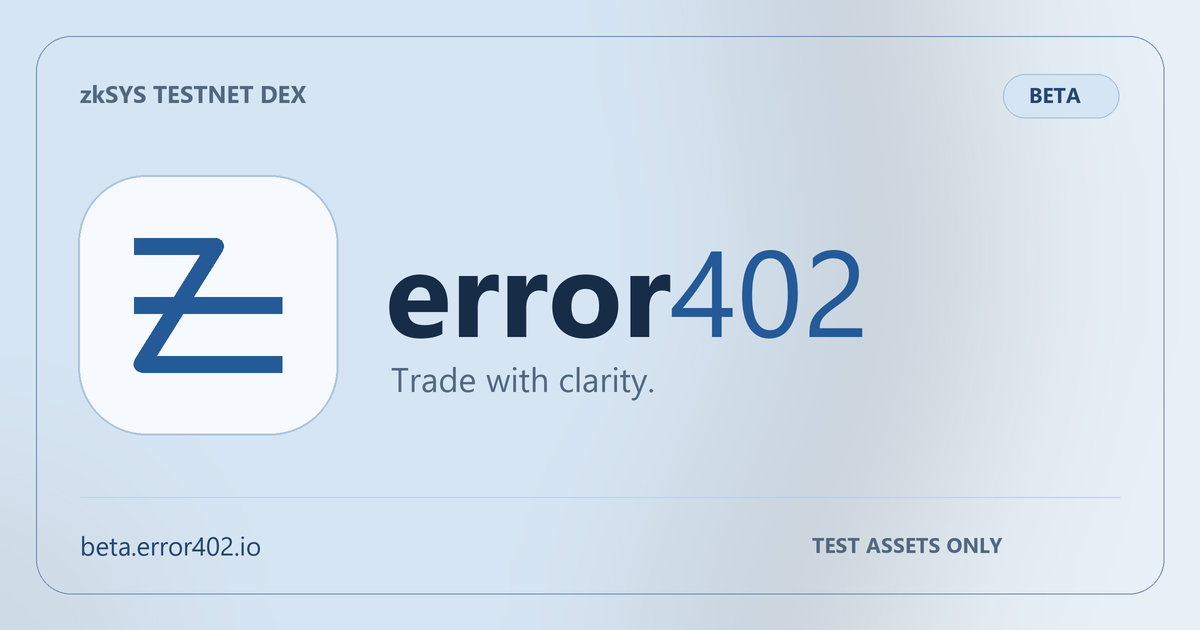 zkSYS TESTNET DEX
BETA
error402
Trade with clarity.
beta.error402.io
TEST ASSETS ONLY